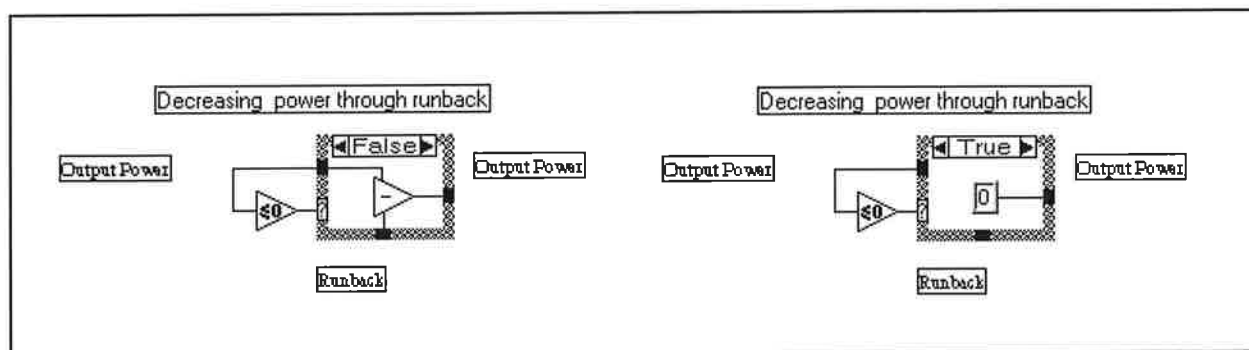 Decreasing power through runback
False
Output Power
Output Power
≤0
?
-
Runback
Decreasing power through runback
True
Output Power
Output Power
≤0
?
0
Runback